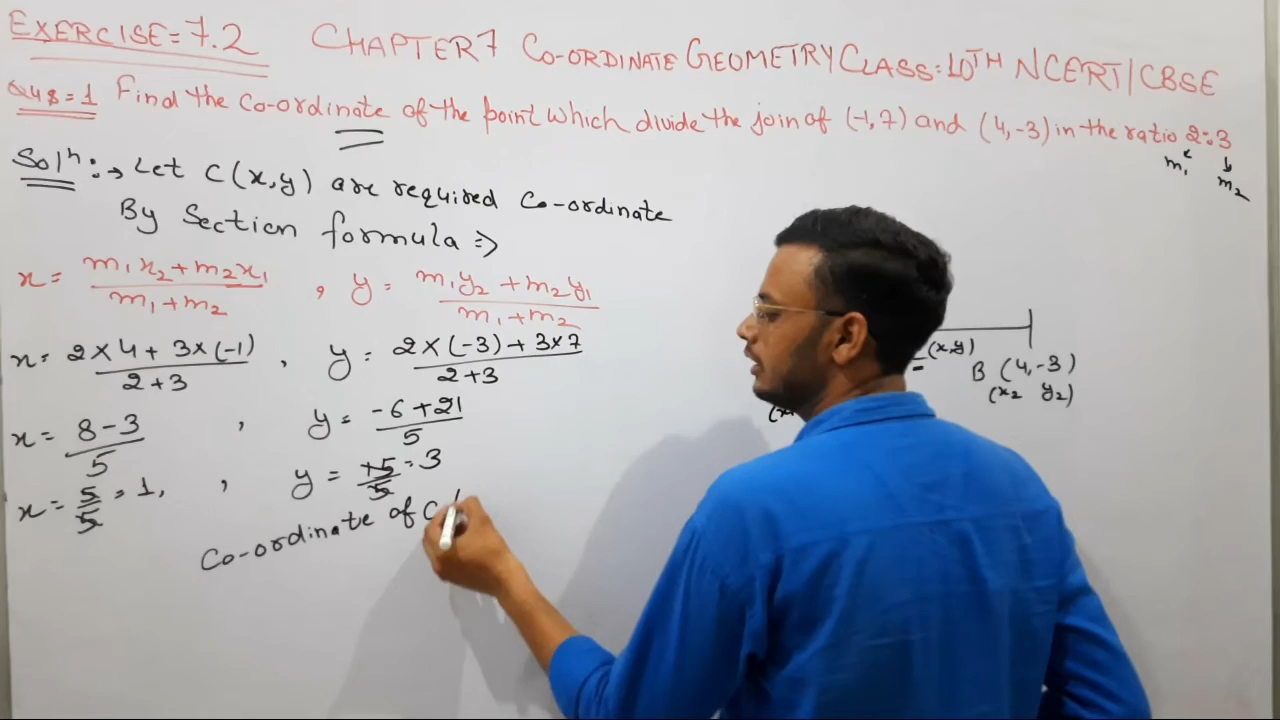 EXERCISE=7.2 CHAPTER 7 CO-ORDINATE GEOMETRY CLASS:10TH NCERT/CBSE
Qus=1 Find the co-ordinate of the point which divide the join of (-1,7) and (4,-3) in the ratio 2:3
m1 m2
Solⁿ:→ Let C(x,y) are required Co-ordinate
By Section formula ⇒
x = m1x2+m2x1 / m1+m2 , y = m1y2+m2y1 / m1+m2
x = 2×4+3×(-1) / 2+3 , y = 2×(-3)+3×7 / 2+3
(x,y) B (4,-3)
(x2 y2)
x = 8-3 / 5 , y = -6+21 / 5
x = 5/5 = 1, , y = +5/5 = 3
Co-ordinate of C (